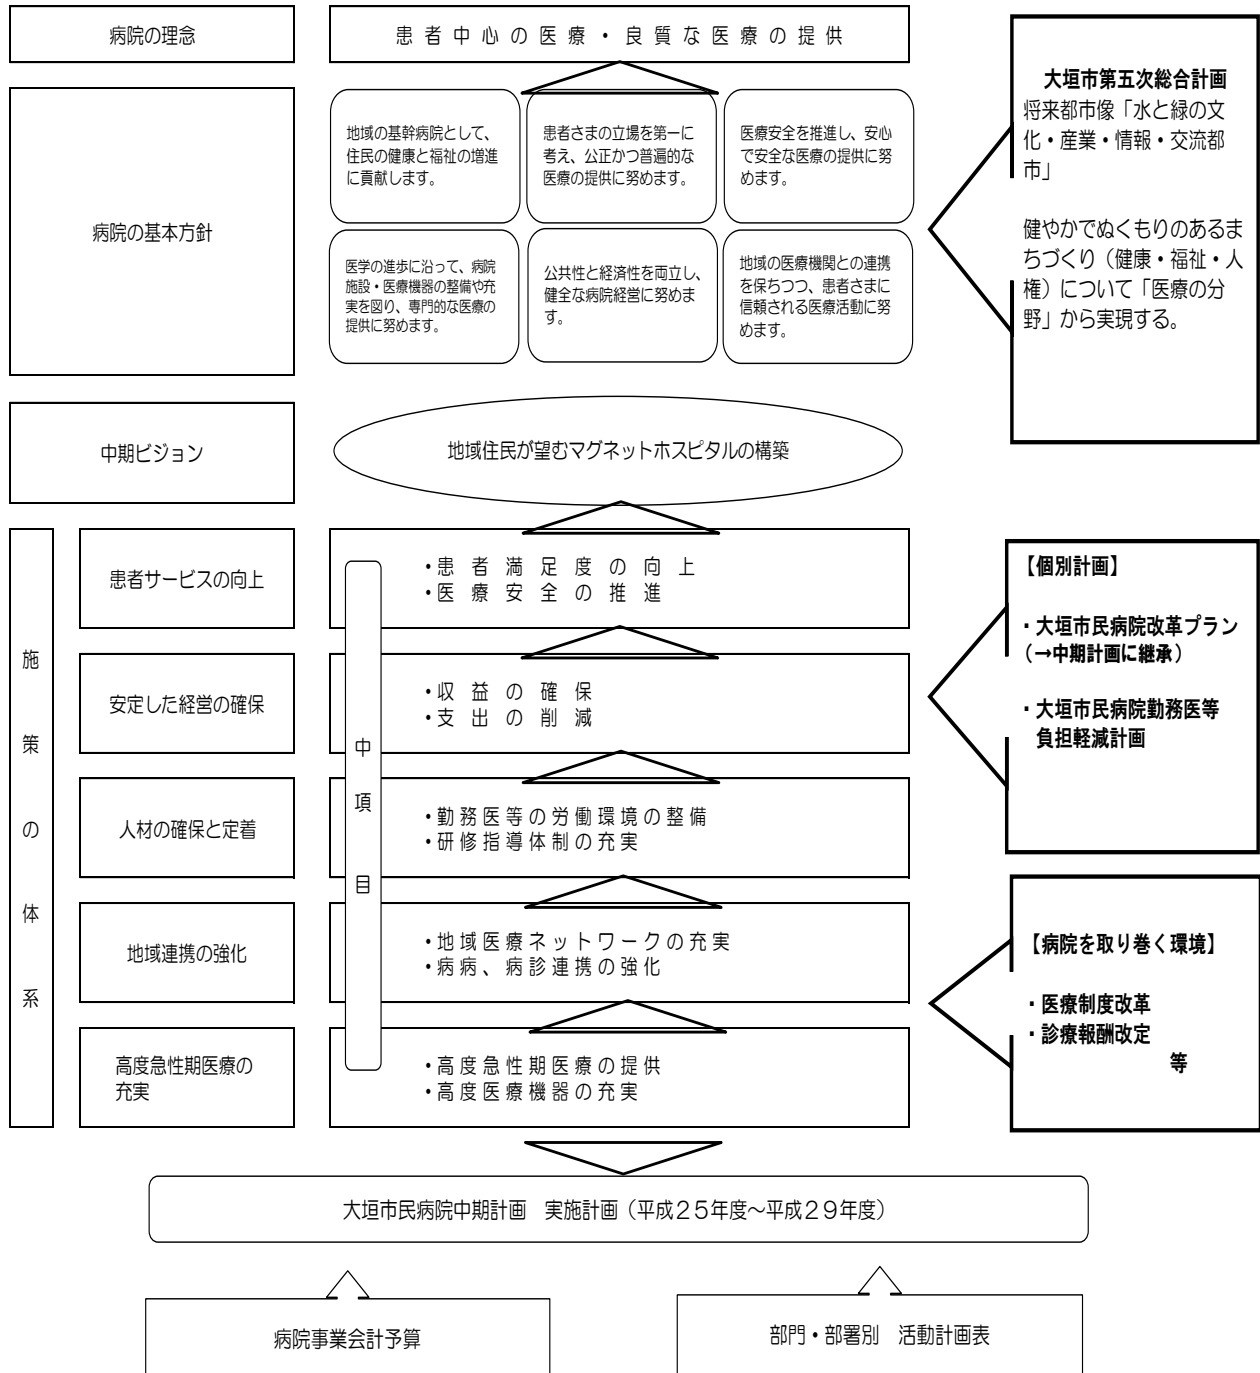 病院の理念
患者中心の医療・良質な医療の提供
病院の基本方針
地域の基幹病院として、
住民の健康と福祉の増進
に貢献します。
患者さまの立場を第一に
考え、公正かつ普遍的な
医療の提供に努めます。
医療安全を推進し、安心
で安全な医療の提供に努
めます。
医学の進歩に沿って、病院
施設・医療機器の整備や充
実を図り、専門的な医療の
提供に努めます。
公共性と経済性を両立し、
健全な病院経営に努めま
す。
地域の医療機関との連携
を保ちつつ、患者さまに
信頼される医療活動に努
めます。
大垣市第五次総合計画
将来都市像「水と緑の文
化・産業・情報・交流都
市」
健やかでぬくもりのあるま
ちづくり（健康・福祉・人
権）について「医療の分
野」から実現する。
中期ビジョン
地域住民が望むマグネットホスピタルの構築
施策の体系
中項目
患者サービスの向上
・患者満足度の向上
・医療安全の推進
安定した経営の確保
・収益の確保
・支出の削減
人材の確保と定着
・勤務医等の労働環境の整備
・研修指導体制の充実
地域連携の強化
・地域医療ネットワークの充実
・病病、病診連携の強化
高度急性期医療の
充実
・高度急性期医療の提供
・高度医療機器の充実
【個別計画】
・大垣市民病院改革プラン
（→中期計画に継承）
・大垣市民病院勤務医等
負担軽減計画
【病院を取り巻く環境】
・医療制度改革
・診療報酬改定
等
大垣市民病院中期計画　実施計画（平成２５年度～平成２９年度）
病院事業会計予算
部門・部署別　活動計画表